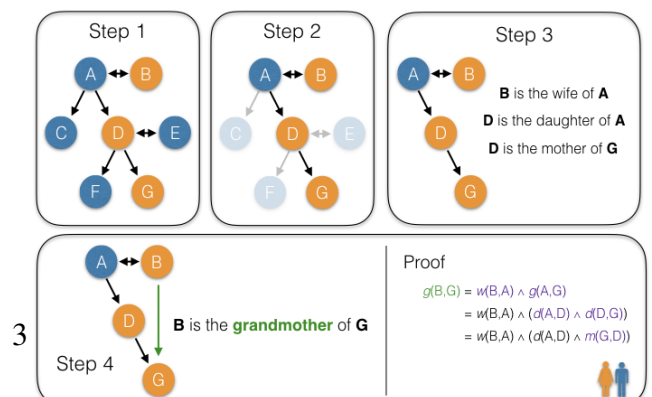 Step 1
A
B
C
D
E
F
G
Step 2
A
B
C
D
E
F
G
Step 3
A
B
D
G
B is the wife of A
D is the daughter of A
D is the mother of G
3
Step 4
A
B
D
G
B is the grandmother of G
Proof
g(B,G) = w(B,A) ∧ g(A,G)
= w(B,A) ∧ (d(A,D) ∧ d(D,G))
= w(B,A) ∧ (d(A,D) ∧ m(G,D))